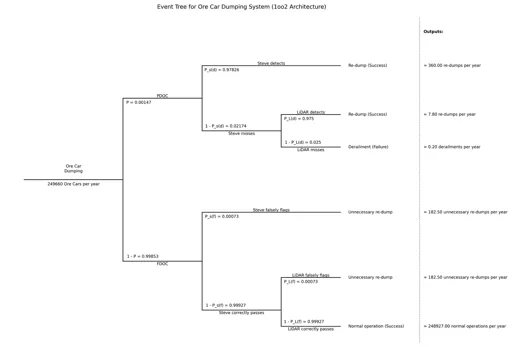 Event Tree for Ore Car Dumping System (1oo2 Architecture)
Outputs:
Steve detects
P_s(d) = 0.97826
Re-dump (Success)
≈ 360.00 re-dumps per year
PDOC
P = 0.00147
LiDAR detects
P_L(d) = 0.975
Re-dump (Success)
≈ 7.80 re-dumps per year
1 - P_s(d) = 0.02174
Steve misses
1 - P_L(d) = 0.025
LiDAR misses
Derailment (Failure)
≈ 0.20 derailments per year
Ore Car
Dumping
249660 Ore Cars per year
Steve falsely flags
P_s(f) = 0.00073
Unnecessary re-dump
≈ 182.50 unnecessary re-dumps per year
1 - P = 0.99853
FDOC
LiDAR falsely flags
P_L(f) = 0.00073
Unnecessary re-dump
≈ 182.50 unnecessary re-dumps per year
1 - P_s(f) = 0.99927
Steve correctly passes
1 - P_L(f) = 0.99927
LiDAR correctly passes
Normal operation (Success)
≈ 248927.00 normal operations per year